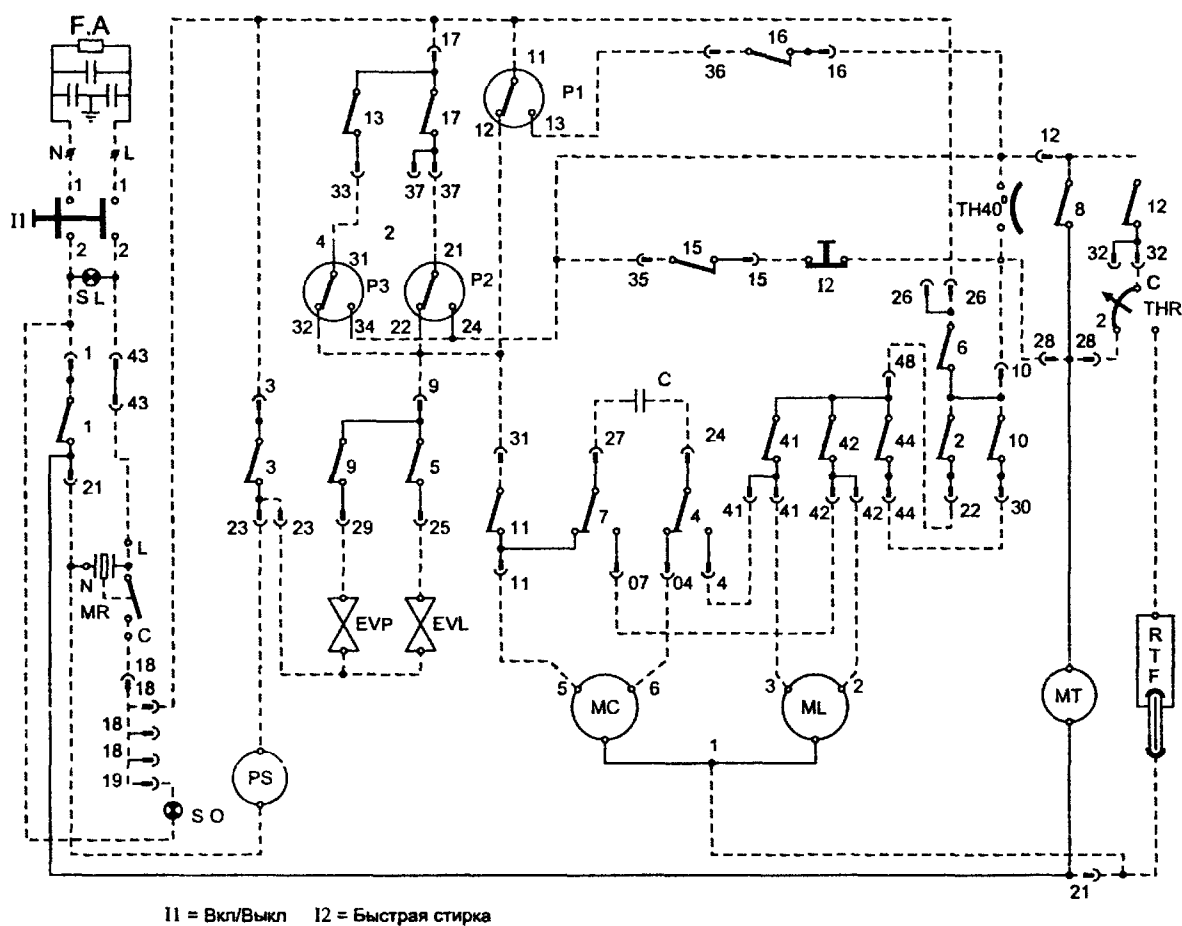 F.A
N L
1 1
I1
2 2
S L
1 43
43
1
21
L
N
MR
C
18
18
18
18
19
S O
17
13 17
33 37 37
4 2
31 21
P3 P2
32 34 22 24
3 9
3 9 5
23 23 29 25
EVP EVL
PS
11
P1
12 13
16
36 16
12
TH40°
8 12
32 32
15
35 15
I2
C
THR
2
28 28
26 26
6
48 10
C
31 27 24
41 42 44 2 10
11 7 4
41 41 42 42 44 22 30
11 07 04 4
5 6 3 2
MC ML
1
MT
RTF
21
I1 = Вкл/Выкл I2 = Быстрая стирка